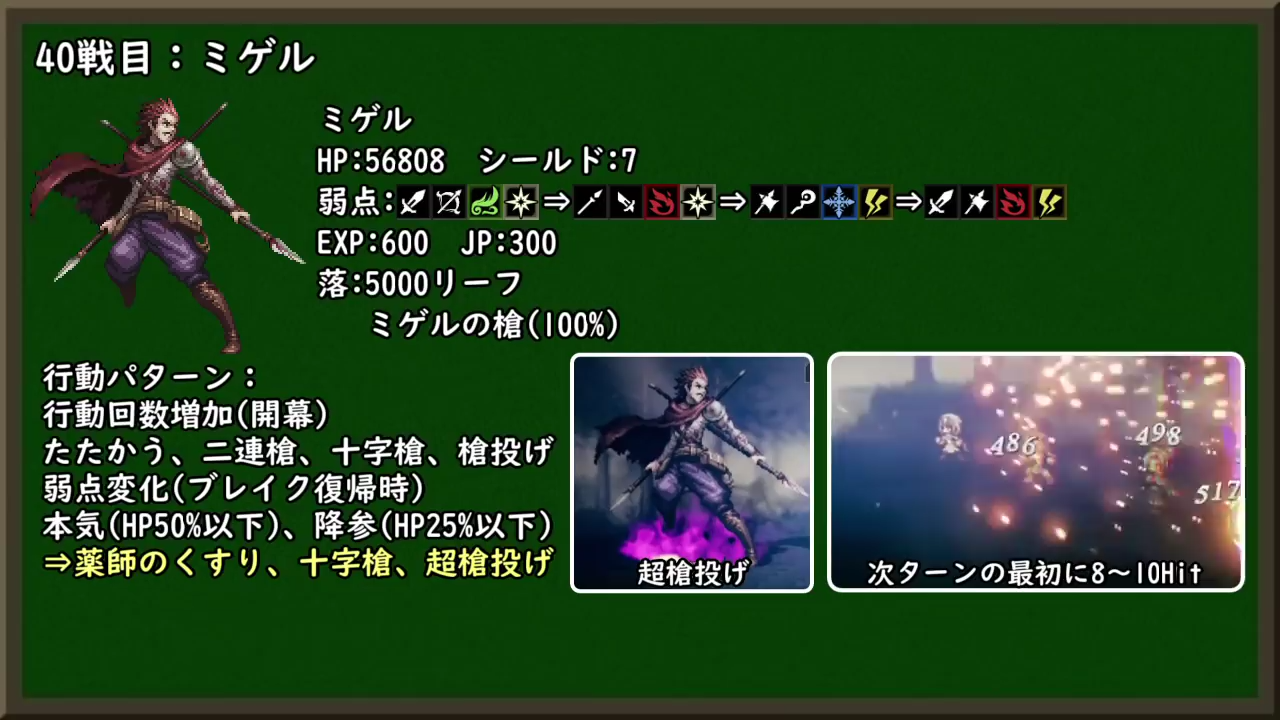 40戦目：ミゲル
ミゲル
HP:56808　シールド:7
弱点:⇒⇒⇒
EXP:600　JP:300
落:5000リーフ
ミゲルの槍(100%)
行動パターン：
行動回数増加(開幕)
たたかう、二連槍、十字槍、槍投げ
弱点変化(ブレイク復帰時)
本気(HP50%以下)、降参(HP25%以下)
⇒薬師のくすり、十字槍、超槍投げ
超槍投げ
486
498
517
次ターンの最初に8～10Hit